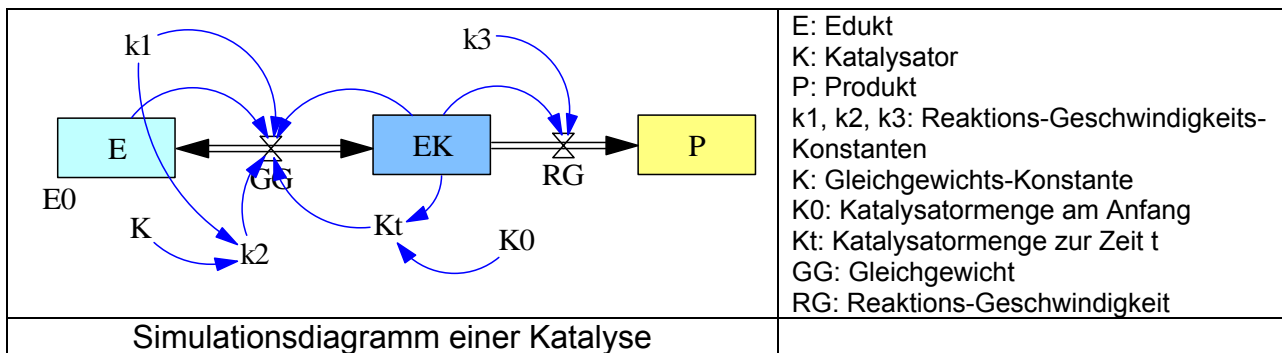 k1
k3
E
EK
P
GG
RG
E0
K
k2
Kt
K0
E: Edukt
K: Katalysator
P: Produkt
k1, k2, k3: Reaktions-Geschwindigkeits-
Konstanten
K: Gleichgewichts-Konstante
K0: Katalysatormenge am Anfang
Kt: Katalysatormenge zur Zeit t
GG: Gleichgewicht
RG: Reaktions-Geschwindigkeit
Simulationsdiagramm einer Katalyse